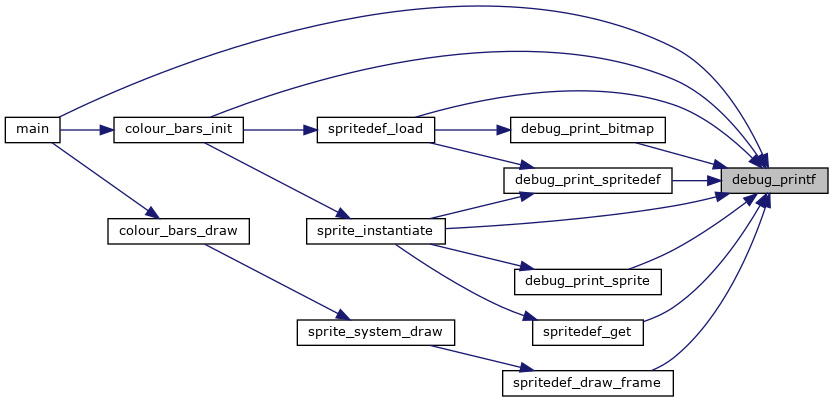 main
colour_bars_init
spritedef_load
debug_print_bitmap
debug_print_spritedef
debug_printf
colour_bars_draw
sprite_instantiate
debug_print_sprite
sprite_system_draw
spritedef_get
spritedef_draw_frame